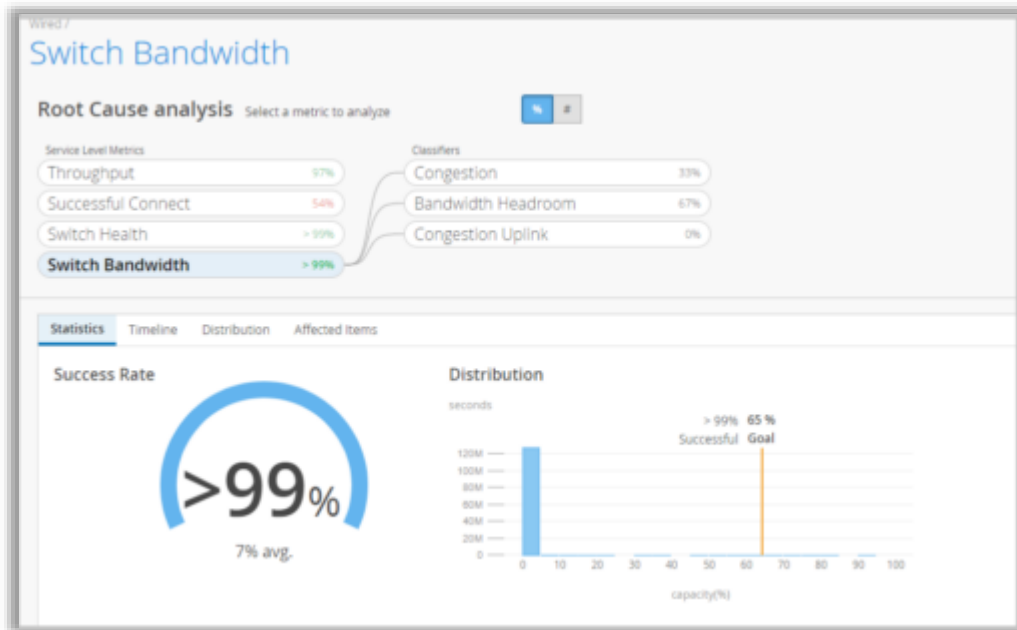 Wired /
Switch Bandwidth
Root Cause analysis Select a metric to analyze % #
Service Level Metrics Classifiers
Throughput 97% Congestion 33%
Successful Connect 54% Bandwidth Headroom 67%
Switch Health > 99% Congestion Uplink 0%
Switch Bandwidth > 99%
Statistics Timeline Distribution Affected Items
Success Rate Distribution
seconds
> 99% 65 %
Successful Goal
120M
100M
80M
60M
40M
20M
0
>99%
7% avg.
0 10 20 30 40 50 60 70 80 90 100
capacity(%)